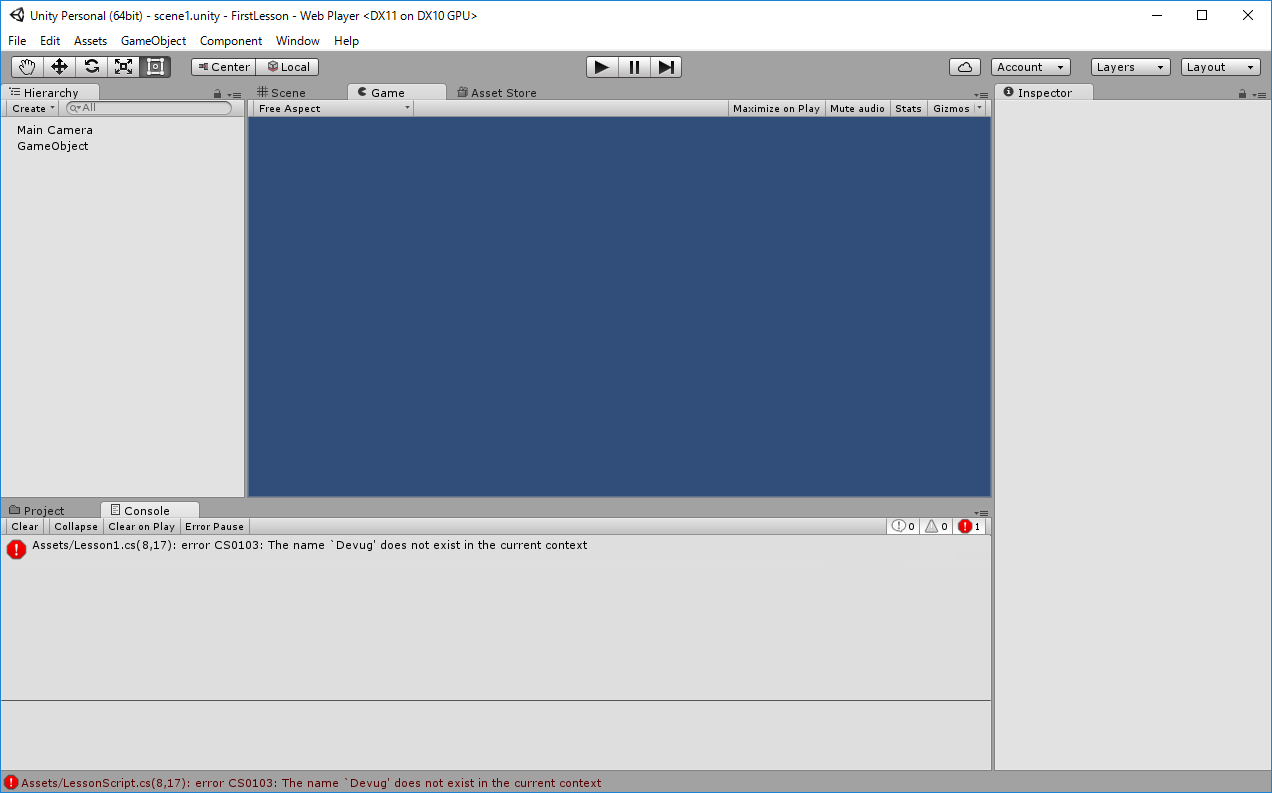 Unity Personal (64bit) - scene1.unity - FirstLesson - Web Player <DX11 on DX10 GPU>
File Edit Assets GameObject Component Window Help
Center Local Account Layers Layout
Hierarchy Scene Game Asset Store Inspector
Create All Free Aspect Maximize on Play Mute audio Stats Gizmos
Main Camera
GameObject
Project Console
Clear Collapse Clear on Play Error Pause 0 0 1
Assets/Lesson1.cs(8,17): error CS0103: The name `Devug' does not exist in the current context
Assets/LessonScript.cs(8,17): error CS0103: The name `Devug' does not exist in the current context